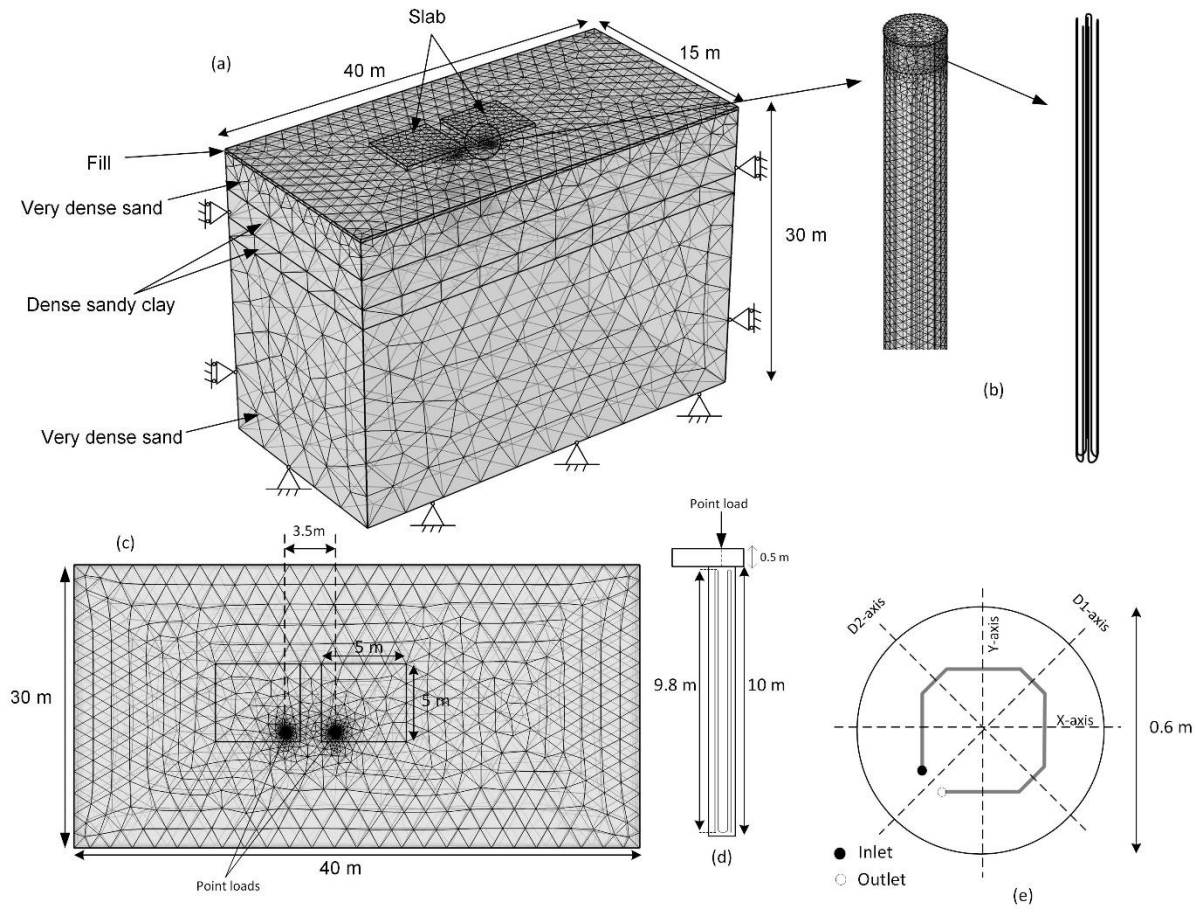 Slab
(a)
40 m
15 m
Fill
Very dense sand
30 m
Dense sandy clay
(b)
Very dense sand
3.5m
(c)
5 m
5 m
30 m
40 m
Point loads
Point load
0.5 m
9.8 m
10 m
(d)
D2-axis
Y-axis
D1-axis
X-axis
0.6 m
Inlet
Outlet
(e)